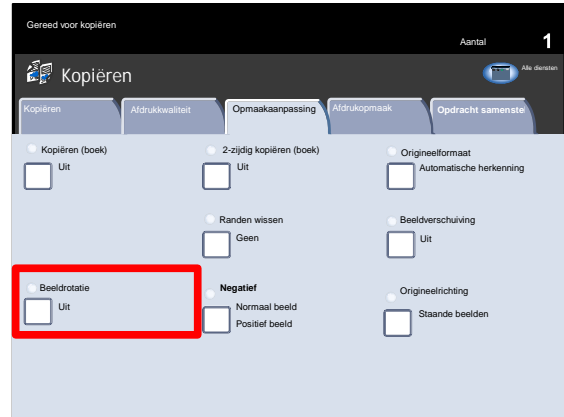 Gereed voor kopiëren
Aantal 1
Kopiëren
Alle diensten
Kopiëren
Afdrukkwaliteit
Opmaakaanpassing
Afdrukopmaak
Opdracht samenste
Kopiëren (boek)
Uit
2-zijdig kopiëren (boek)
Uit
Origineelformaat
Automatische herkenning
Randen wissen
Geen
Beeldverschuiving
Uit
Beeldrotatie
Uit
Negatief
Normaal beeld
Positief beeld
Origineelrichting
Staande beelden